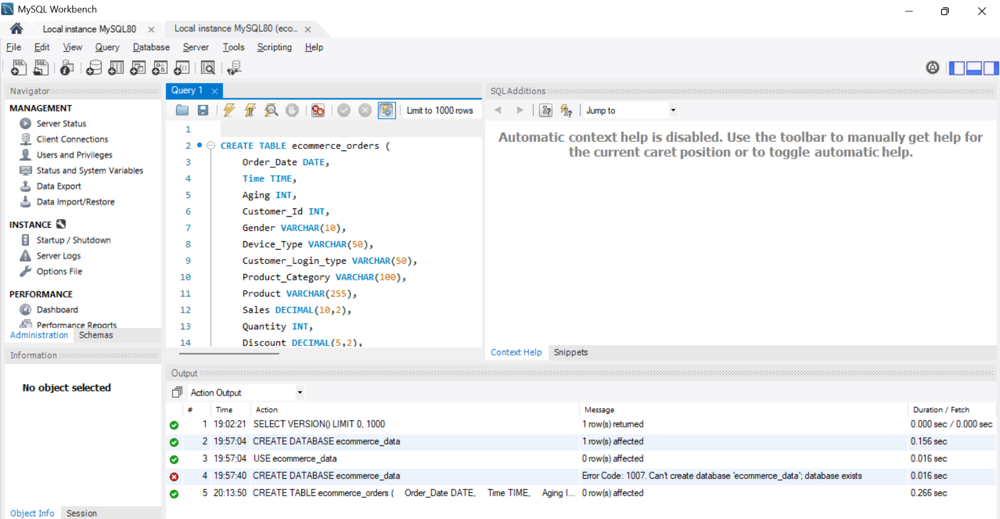 MySQL Workbench
Local instance MySQL80
Local instance MySQL80 (eco...
File Edit View Query Database Server Tools Scripting Help
Navigator
MANAGEMENT
Server Status
Client Connections
Users and Privileges
Status and System Variables
Data Export
Data Import/Restore
INSTANCE
Startup / Shutdown
Server Logs
Options File
PERFORMANCE
Dashboard
Performance Reports
Administration Schemas
Information
No object selected
Object Info Session
Query 1
Limit to 1000 rows
1
2 CREATE TABLE ecommerce_orders (
3 Order_Date DATE,
4 Time TIME,
5 Aging INT,
6 Customer_Id INT,
7 Gender VARCHAR(10),
8 Device_Type VARCHAR(50),
9 Customer_Login_type VARCHAR(50),
10 Product_Category VARCHAR(100),
11 Product VARCHAR(255),
12 Sales DECIMAL(10,2),
13 Quantity INT,
14 Discount DECIMAL(5,2),
SQLAdditions
Jump to
Automatic context help is disabled. Use the toolbar to manually get help for
the current caret position or to toggle automatic help.
Context Help Snippets
Output
Action Output
# Time Action Message Duration / Fetch
1 19:02:21 SELECT VERSION() LIMIT 0, 1000 1 row(s) returned 0.000 sec / 0.000 sec
2 19:57:04 CREATE DATABASE ecommerce_data 1 row(s) affected 0.156 sec
3 19:57:04 USE ecommerce_data 0 row(s) affected 0.016 sec
4 19:57:40 CREATE DATABASE ecommerce_data Error Code: 1007. Can't create database 'ecommerce_data'; database exists 0.016 sec
5 20:13:50 CREATE TABLE ecommerce_orders ( Order_Date DATE, Time TIME, Aging I... 0 row(s) affected 0.266 sec